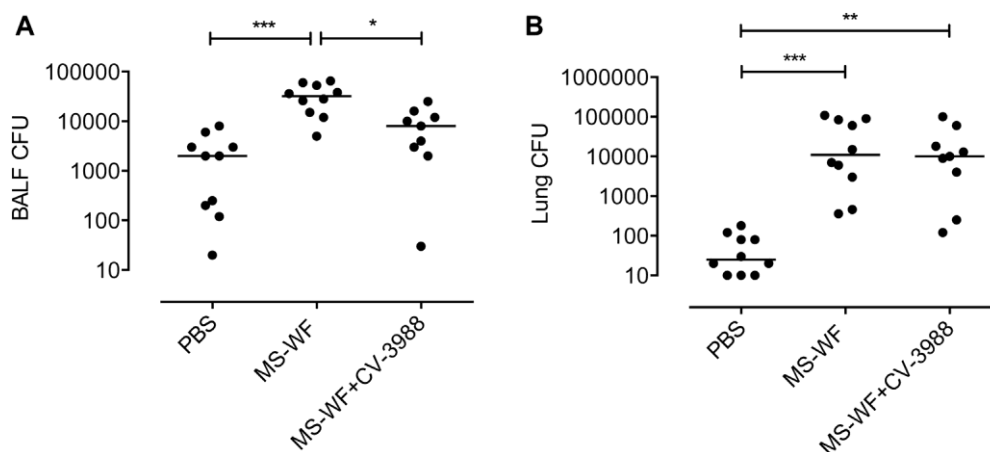 A
***
*
BALF CFU
100000
10000
1000
100
10
PBS
MS-WF
MS-WF+CV-3988
B
**
***
Lung CFU
1000000
100000
10000
1000
100
10
PBS
MS-WF
MS-WF+CV-3988